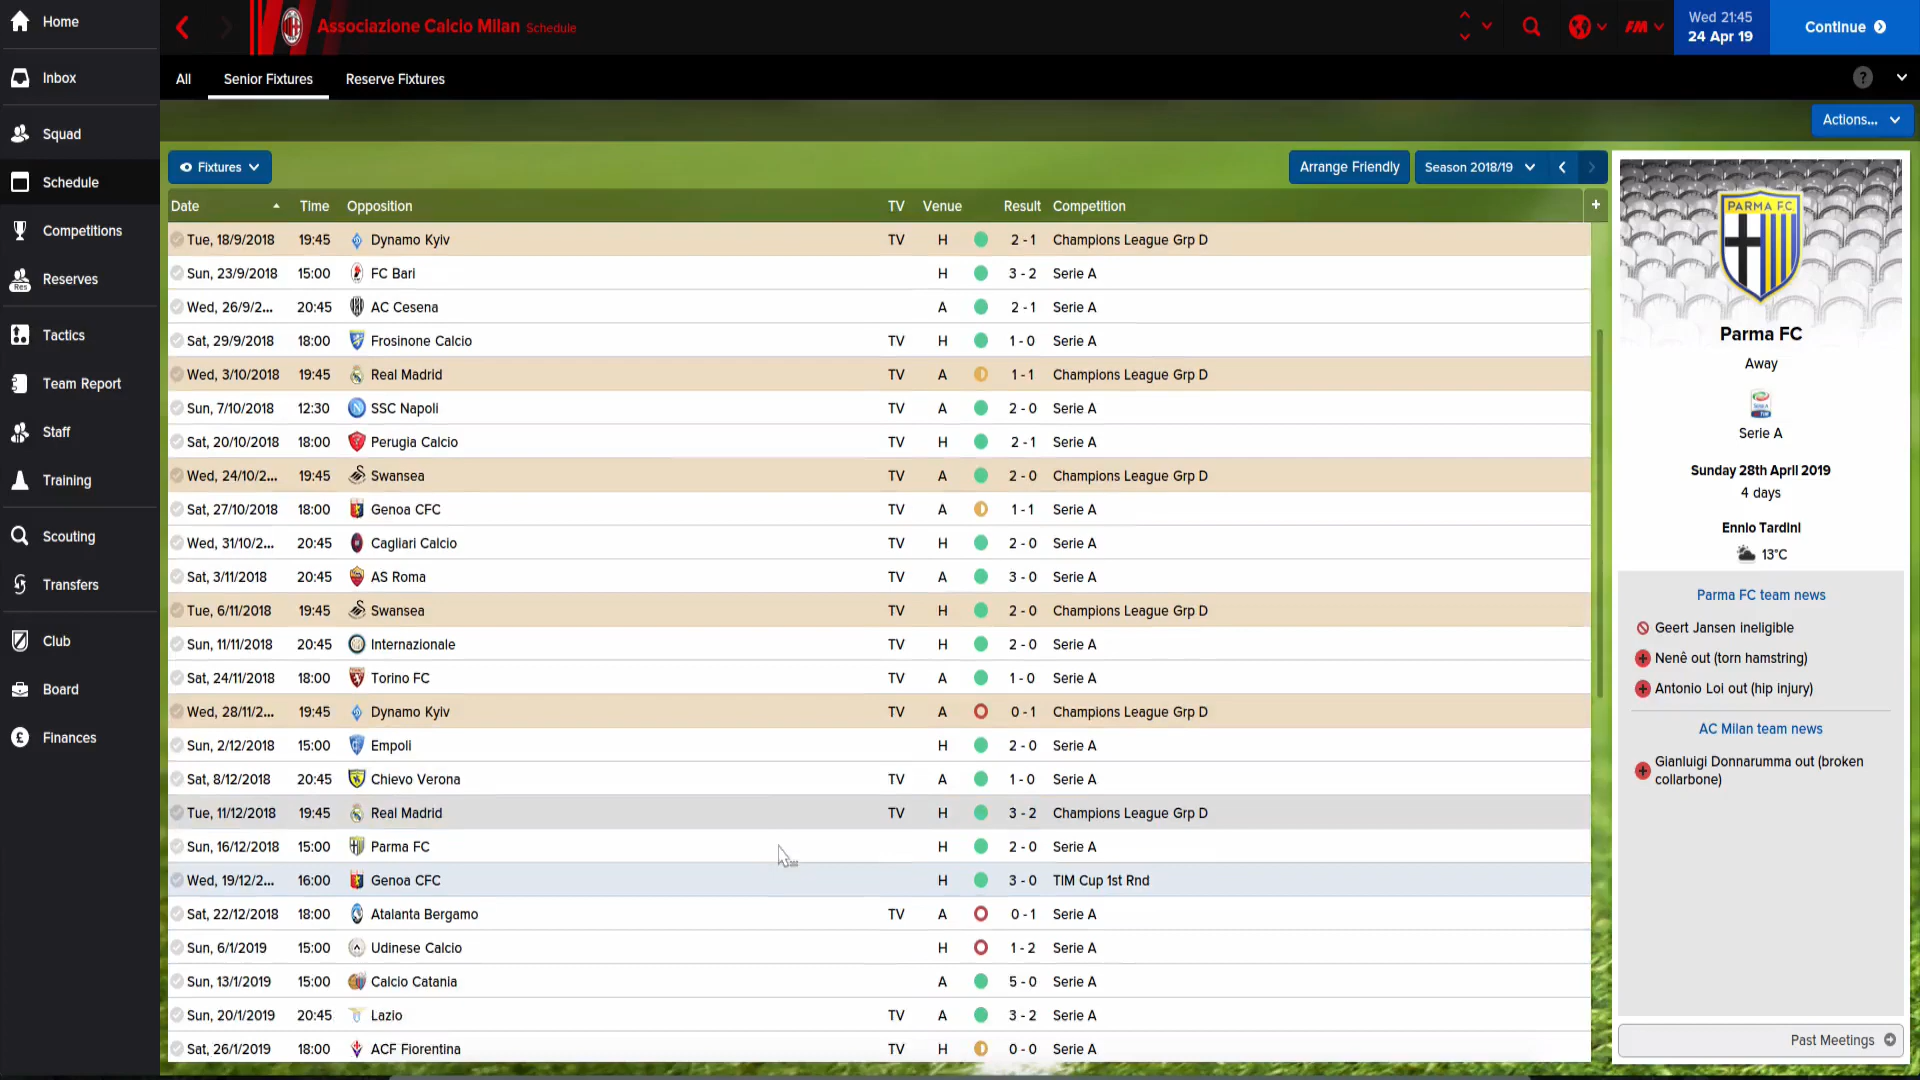 Home
Inbox
Squad
Schedule
Competitions
Reserves
Tactics
Team Report
Staff
Training
Scouting
Transfers
Club
Board
Finances
Associazione Calcio Milan Schedule
FM
Wed 21:45
24 Apr 19
Continue
All Senior Fixtures Reserve Fixtures
?
Actions...
Fixtures
Arrange Friendly Season 2018/19
Date Time Opposition TV Venue Result Competition +
Tue, 18/9/2018 19:45 Dynamo Kyiv TV H 2 - 1 Champions League Grp D
Sun, 23/9/2018 15:00 FC Bari H 3 - 2 Serie A
Wed, 26/9/2... 20:45 AC Cesena A 2 - 1 Serie A
Sat, 29/9/2018 18:00 Frosinone Calcio TV H 1 - 0 Serie A
Wed, 3/10/2018 19:45 Real Madrid TV A 1 - 1 Champions League Grp D
Sun, 7/10/2018 12:30 SSC Napoli TV A 2 - 0 Serie A
Sat, 20/10/2018 18:00 Perugia Calcio TV H 2 - 1 Serie A
Wed, 24/10/2... 19:45 Swansea TV A 2 - 0 Champions League Grp D
Sat, 27/10/2018 18:00 Genoa CFC TV A 1 - 1 Serie A
Wed, 31/10/2... 20:45 Cagliari Calcio TV H 2 - 0 Serie A
Sat, 3/11/2018 20:45 AS Roma TV A 3 - 0 Serie A
Tue, 6/11/2018 19:45 Swansea TV H 2 - 0 Champions League Grp D
Sun, 11/11/2018 20:45 Internazionale TV H 2 - 0 Serie A
Sat, 24/11/2018 18:00 Torino FC TV A 1 - 0 Serie A
Wed, 28/11/2... 19:45 Dynamo Kyiv TV A 0 - 1 Champions League Grp D
Sun, 2/12/2018 15:00 Empoli H 2 - 0 Serie A
Sat, 8/12/2018 20:45 Chievo Verona TV A 1 - 0 Serie A
Tue, 11/12/2018 19:45 Real Madrid TV H 3 - 2 Champions League Grp D
Sun, 16/12/2018 15:00 Parma FC H 2 - 0 Serie A
Wed, 19/12/2... 16:00 Genoa CFC H 3 - 0 TIM Cup 1st Rnd
Sat, 22/12/2018 18:00 Atalanta Bergamo TV A 0 - 1 Serie A
Sun, 6/1/2019 15:00 Udinese Calcio H 1 - 2 Serie A
Sun, 13/1/2019 15:00 Calcio Catania A 5 - 0 Serie A
Sun, 20/1/2019 20:45 Lazio TV A 3 - 2 Serie A
Sat, 26/1/2019 18:00 ACF Fiorentina TV H 0 - 0 Serie A
PARMA FC
Parma FC
Away
Serie A
Sunday 28th April 2019
4 days
Ennio Tardini
13°C
Parma FC team news
Geert Jansen ineligible
Nenê out (torn hamstring)
Antonio Loi out (hip injury)
AC Milan team news
Gianluigi Donnarumma out (broken
collarbone)
Past Meetings